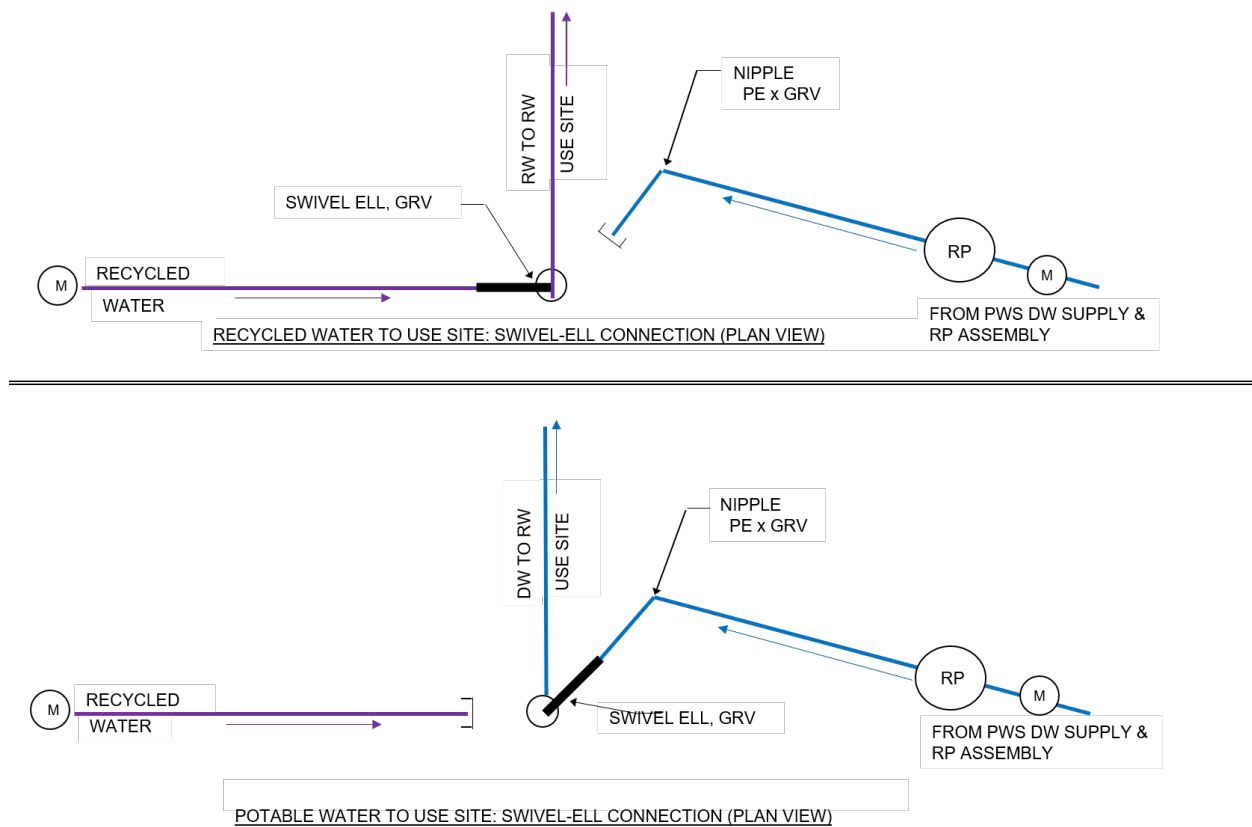 NIPPLE
PE x GRV
RW TO RW
USE SITE
SWIVEL ELL, GRV
RP
M
M
RECYCLED
WATER
FROM PWS DW SUPPLY &
RP ASSEMBLY
RECYCLED WATER TO USE SITE: SWIVEL-ELL CONNECTION (PLAN VIEW)
NIPPLE
PE x GRV
DW TO RW
USE SITE
RP
M
M
RECYCLED
WATER
SWIVEL ELL, GRV
FROM PWS DW SUPPLY &
RP ASSEMBLY
POTABLE WATER TO USE SITE: SWIVEL-ELL CONNECTION (PLAN VIEW)